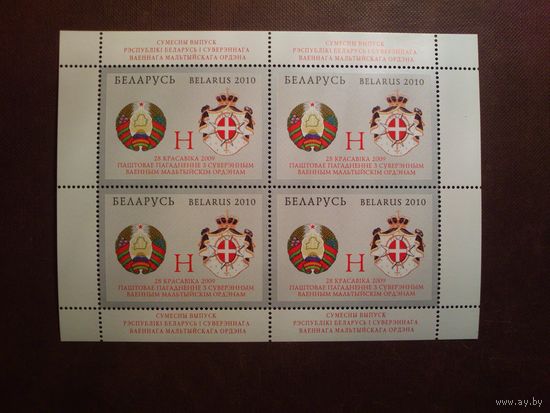 СУМЕСНЫ ВЫПУСК
РЭСПУБЛІКІ БЕЛАРУСЬ І СУВЕРЭННАГА
ВАЕННАГА МАЛЬТЫЙСКАГА ОРДЭНА
СУМЕСНЫ ВЫПУСК
РЭСПУБЛІКІ БЕЛАРУСЬ І СУВЕРЭННАГА
ВАЕННАГА МАЛЬТЫЙСКАГА ОРДЭНА
БЕЛАРУСЬ BELARUS 2010
H
28 КРАСАВІКА 2009
ПАШТОВАЕ ПАГАДНЕННЕ З СУВЕРЭННЫМ
ВАЕННЫМ МАЛЬТЫЙСКІМ ОРДЭНАМ
БЕЛАРУСЬ BELARUS 2010
H
28 КРАСАВІКА 2009
ПАШТОВАЕ ПАГАДНЕННЕ З СУВЕРЭННЫМ
ВАЕННЫМ МАЛЬТЫЙСКІМ ОРДЭНАМ
БЕЛАРУСЬ BELARUS 2010
H
28 КРАСАВІКА 2009
ПАШТОВАЕ ПАГАДНЕННЕ З СУВЕРЭННЫМ
ВАЕННЫМ МАЛЬТЫЙСКІМ ОРДЭНАМ
БЕЛАРУСЬ BELARUS 2010
H
28 КРАСАВІКА 2009
ПАШТОВАЕ ПАГАДНЕННЕ З СУВЕРЭННЫМ
ВАЕННЫМ МАЛЬТЫЙСКІМ ОРДЭНАМ
СУМЕСНЫ ВЫПУСК
РЭСПУБЛІКІ БЕЛАРУСЬ І СУВЕРЭННАГА
ВАЕННАГА МАЛЬТЫЙСКАГА ОРДЭНА
СУМЕСНЫ ВЫПУСК
РЭСПУБЛІКІ БЕЛАРУСЬ І СУВЕРЭННАГА
ВАЕННАГА МАЛЬТЫЙСКАГА ОРДЭНА
www.ay.by